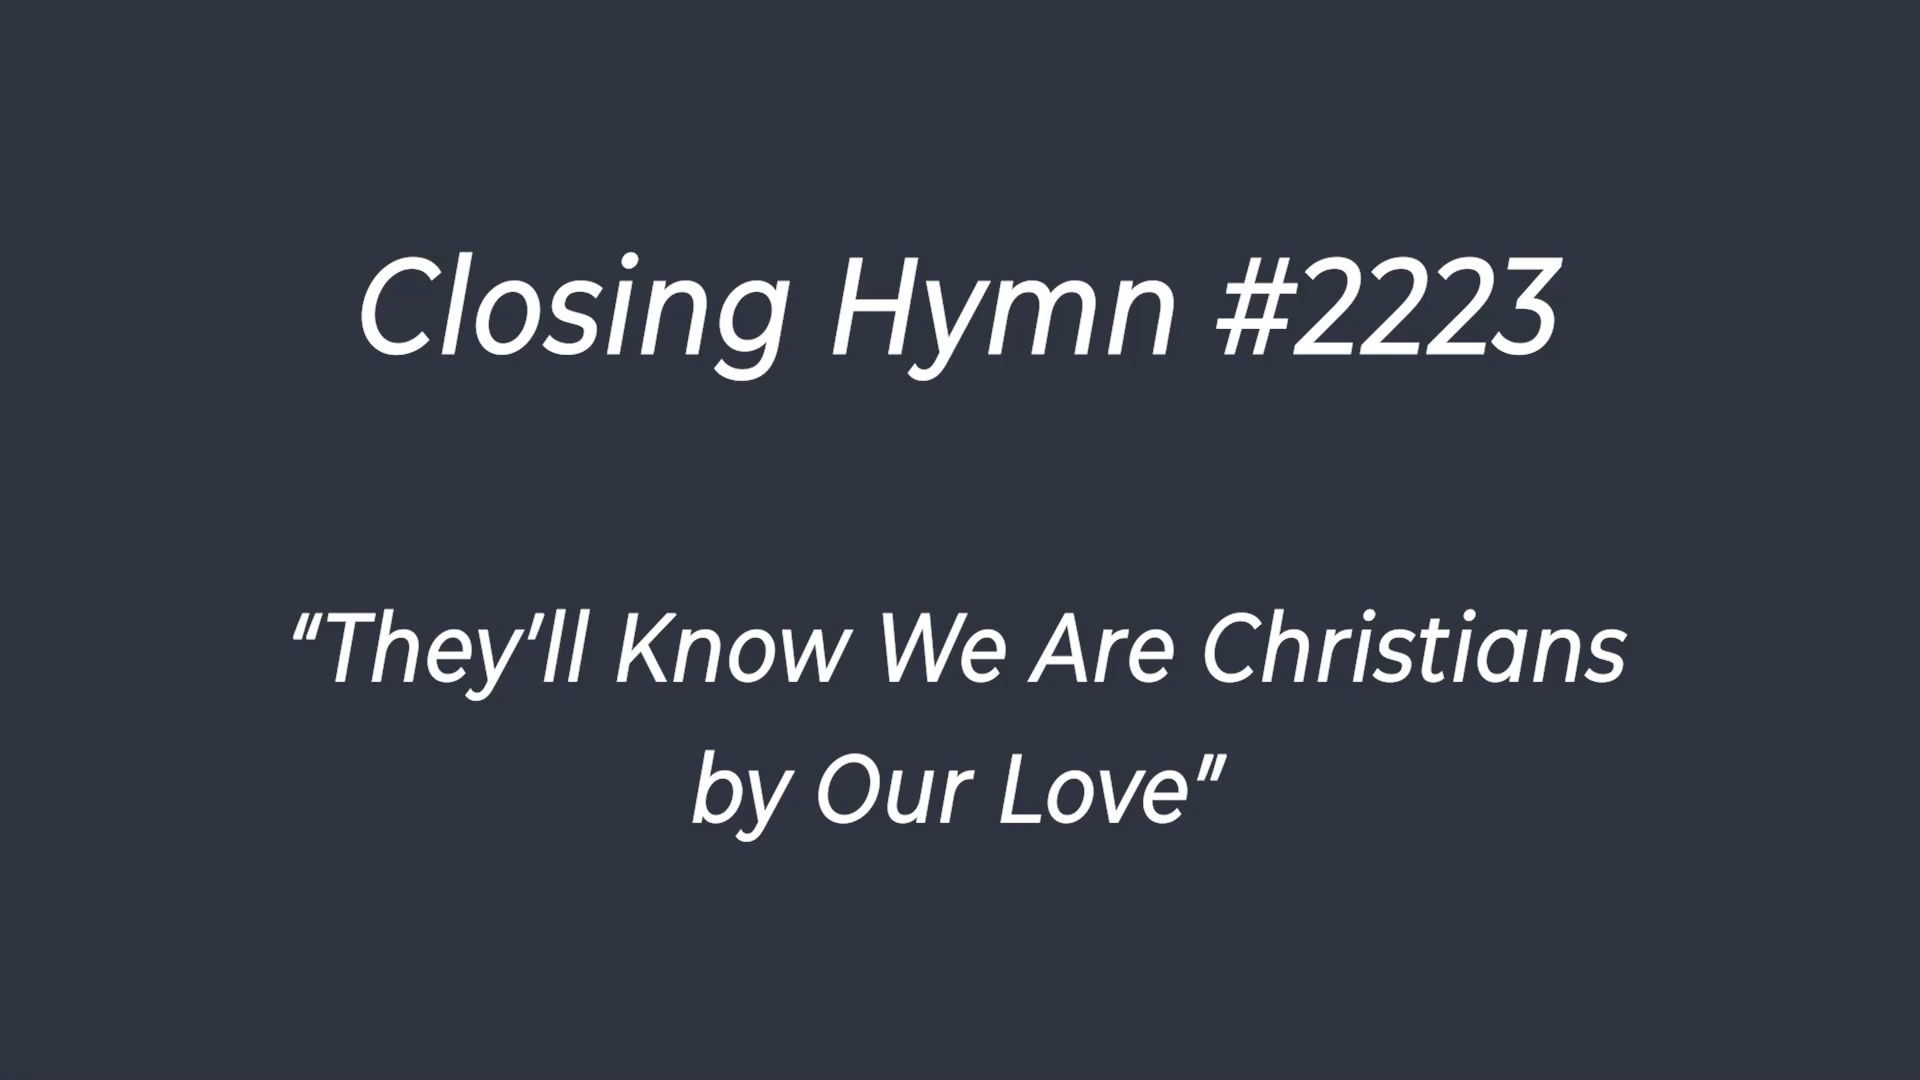 Closing Hymn #2223
“They’ll Know We Are Christians
by Our Love”